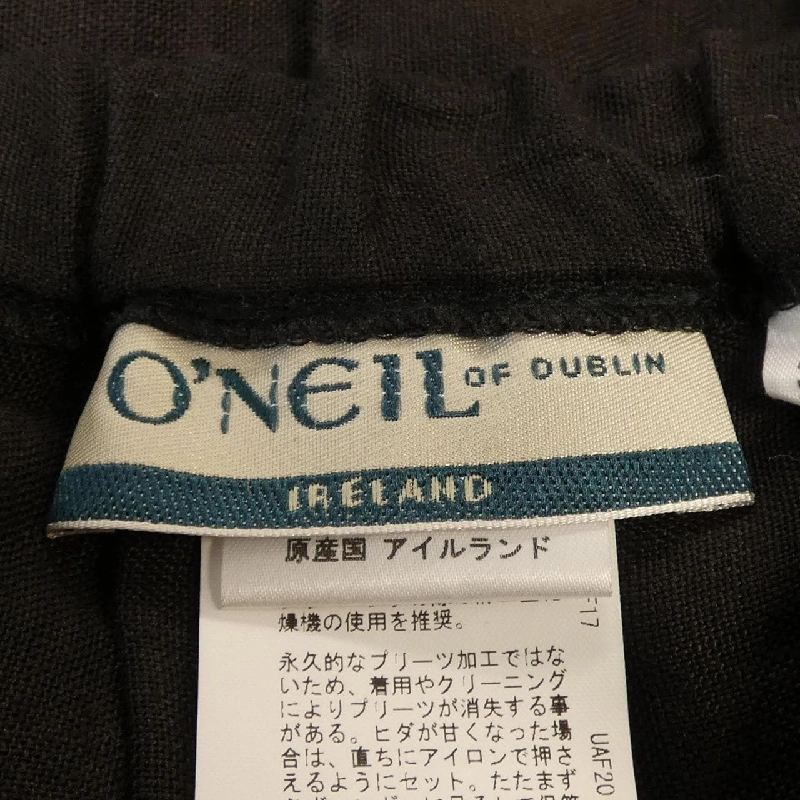 O'NEIL OF DUBLIN
IRELAND
原産国 アイルランド
燥機の使用を推奨。
永久的なプリーツ加工ではな
いため、着用やクリーニング
によりプリーツが消失する事
がある。ヒダが甘くなった場
合は、直ちにアイロンで押さ
えるようにセット。たたまず
UAF20